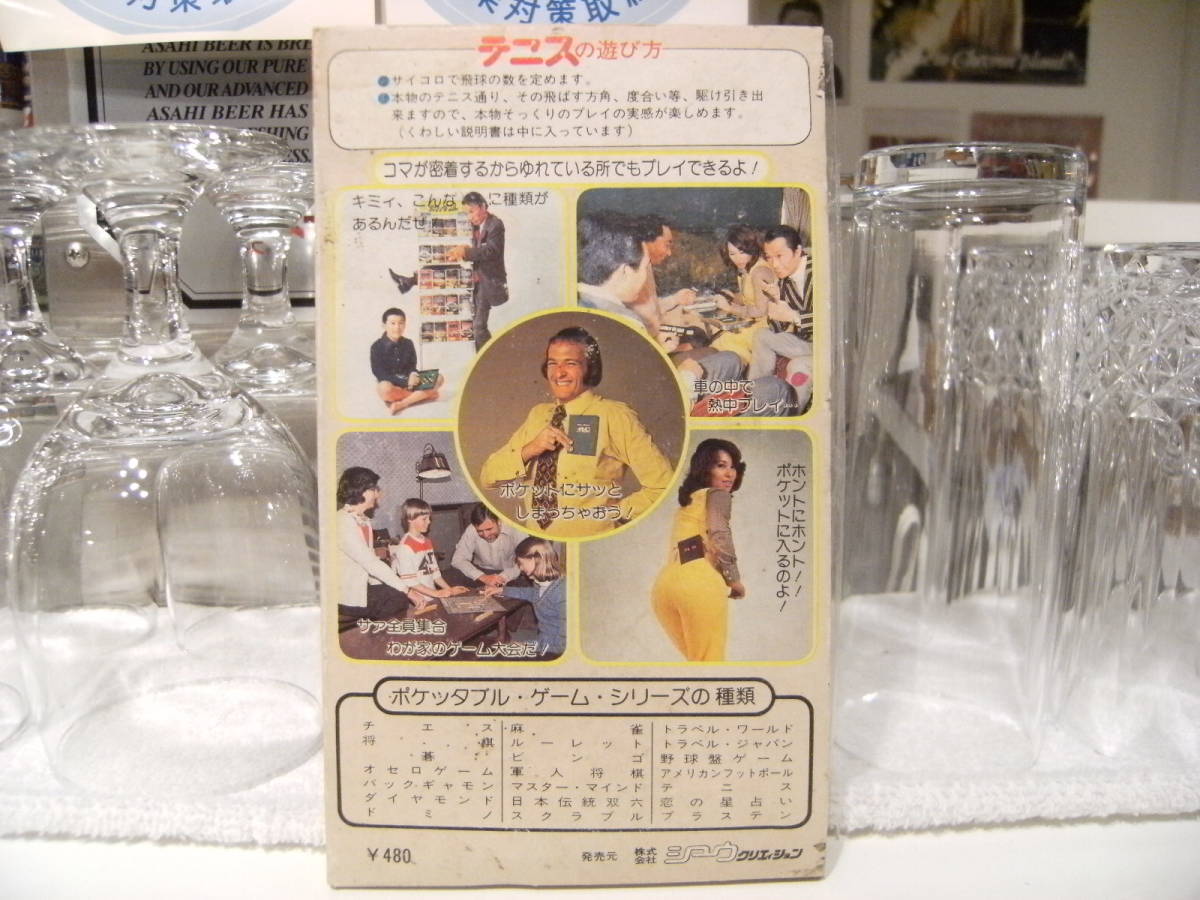 対策取
ASAHI BEER IS BRE
BY USING OUR PURE
AND OUR ADVANCED
ASAHI BEER HAS
SHING
ESS.
テニスの遊び方
●サイコロで飛球の数を定めます。
●本物のテニス通り、その飛ばす方角、度合い等、駆け引き出
来ますので、本物そっくりのプレイの実感が楽しめます。
（くわしい説明書は中に入っています）
コマが密着するからゆれている所でもプレイできるよ！
キミィ、こんなに種類が
あるんだぜ
車の中で
熱中プレイ…
ポケットにサッと
しまっちゃおう！
サァ全員集合
わが家のゲーム大会だ！
ホントにホント！！
ポケットに入るのよ！
ポケッタブル・ゲーム・シリーズの種類
チェス
将棋
碁
オセロゲーム
バックギャモン
ダイヤモンド
ドミノ
麻雀
ルーレット
ビンゴ
軍人将棋
マスター・マインド
日本伝統双六
スクラブル
トラベル・ワールド
トラベル・ジャパン
野球盤ゲーム
アメリカンフットボール
テニス
恋の星占い
プラステン
￥480
発売元 株式会社 シュウクリエイション